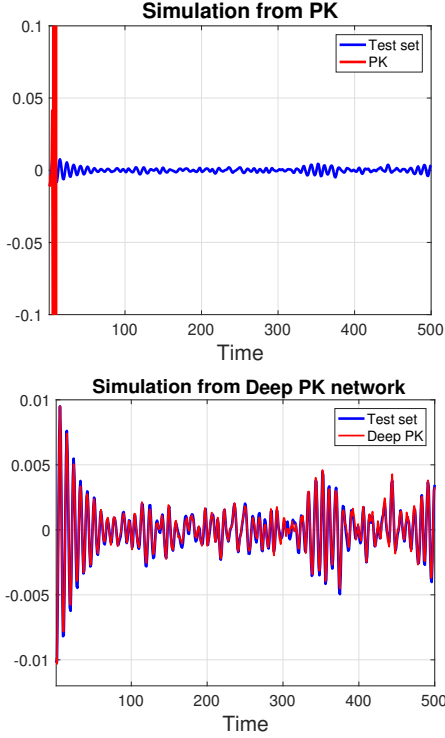 Simulation from PK
0.1
0.05
0
-0.05
-0.1
Test set
PK
100 200 300 400 500
Time
Simulation from Deep PK network
0.01
0.005
0
-0.005
-0.01
Test set
Deep PK
100 200 300 400 500
Time